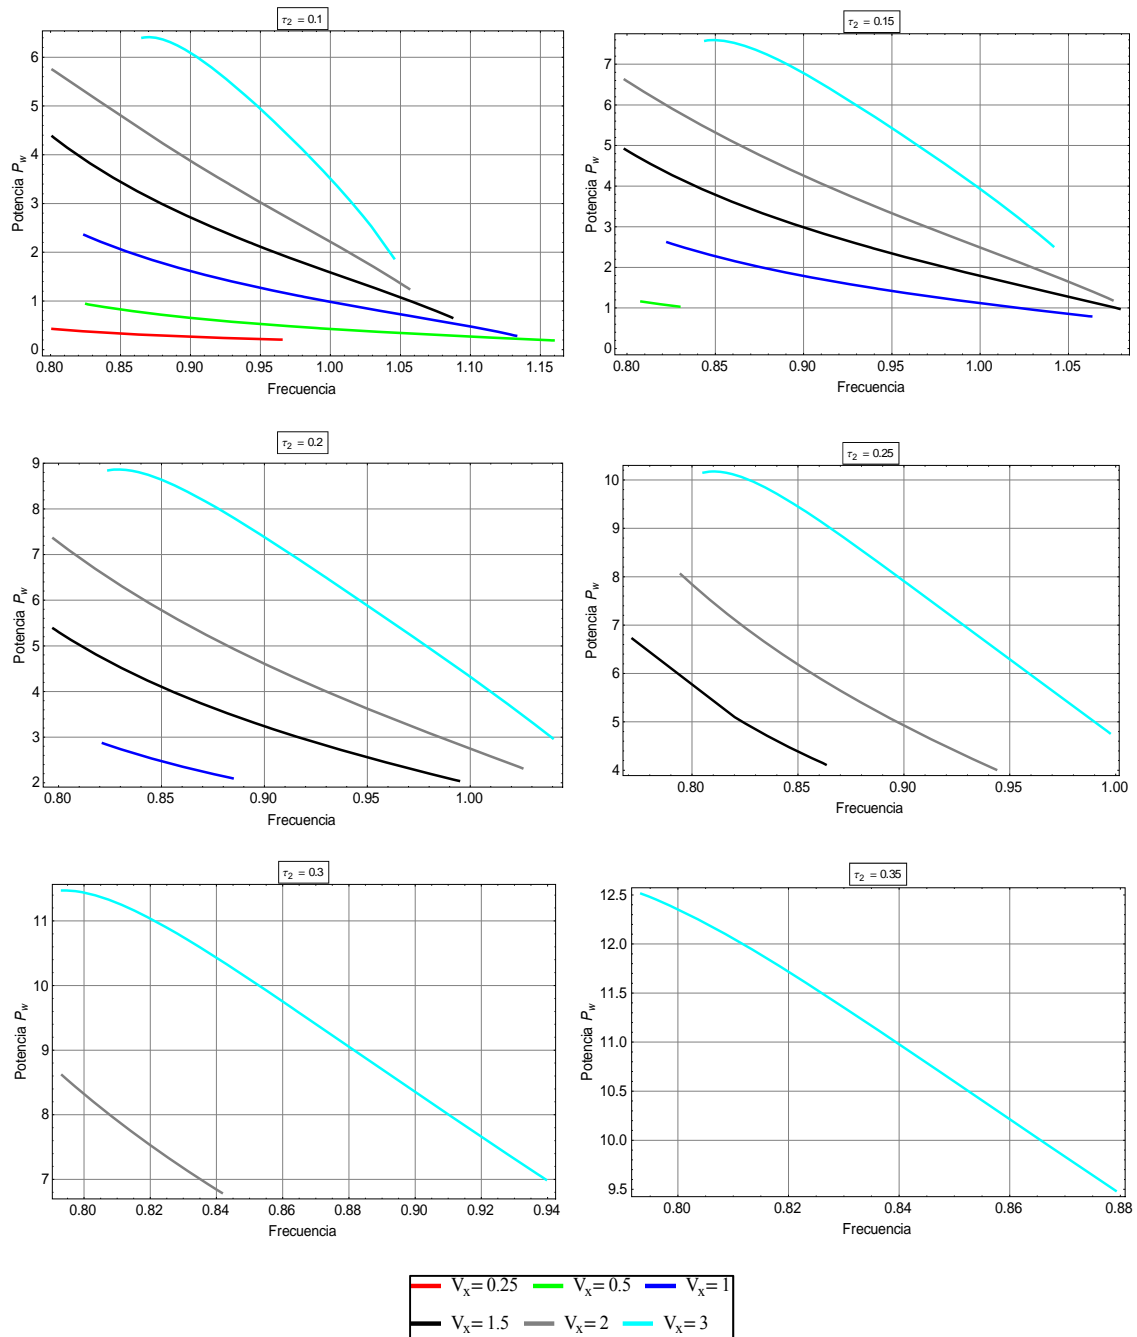 τ2 = 0.1
Potencia Pw
6
5
4
3
2
1
0
0.80 0.85 0.90 0.95 1.00 1.05 1.10 1.15
Frecuencia
τ2 = 0.15
Potencia Pw
7
6
5
4
3
2
1
0
0.80 0.85 0.90 0.95 1.00 1.05
Frecuencia
τ2 = 0.2
Potencia Pw
9
8
7
6
5
4
3
2
0.80 0.85 0.90 0.95 1.00
Frecuencia
τ2 = 0.25
Potencia Pw
10
9
8
7
6
5
4
0.80 0.85 0.90 0.95 1.00
Frecuencia
τ2 = 0.3
Potencia Pw
11
10
9
8
7
0.80 0.82 0.84 0.86 0.88 0.90 0.92 0.94
Frecuencia
τ2 = 0.35
Potencia Pw
12.5
12.0
11.5
11.0
10.5
10.0
9.5
0.80 0.82 0.84 0.86 0.88
Frecuencia
Vx= 0.25 Vx= 0.5 Vx= 1
Vx= 1.5 Vx= 2 Vx= 3